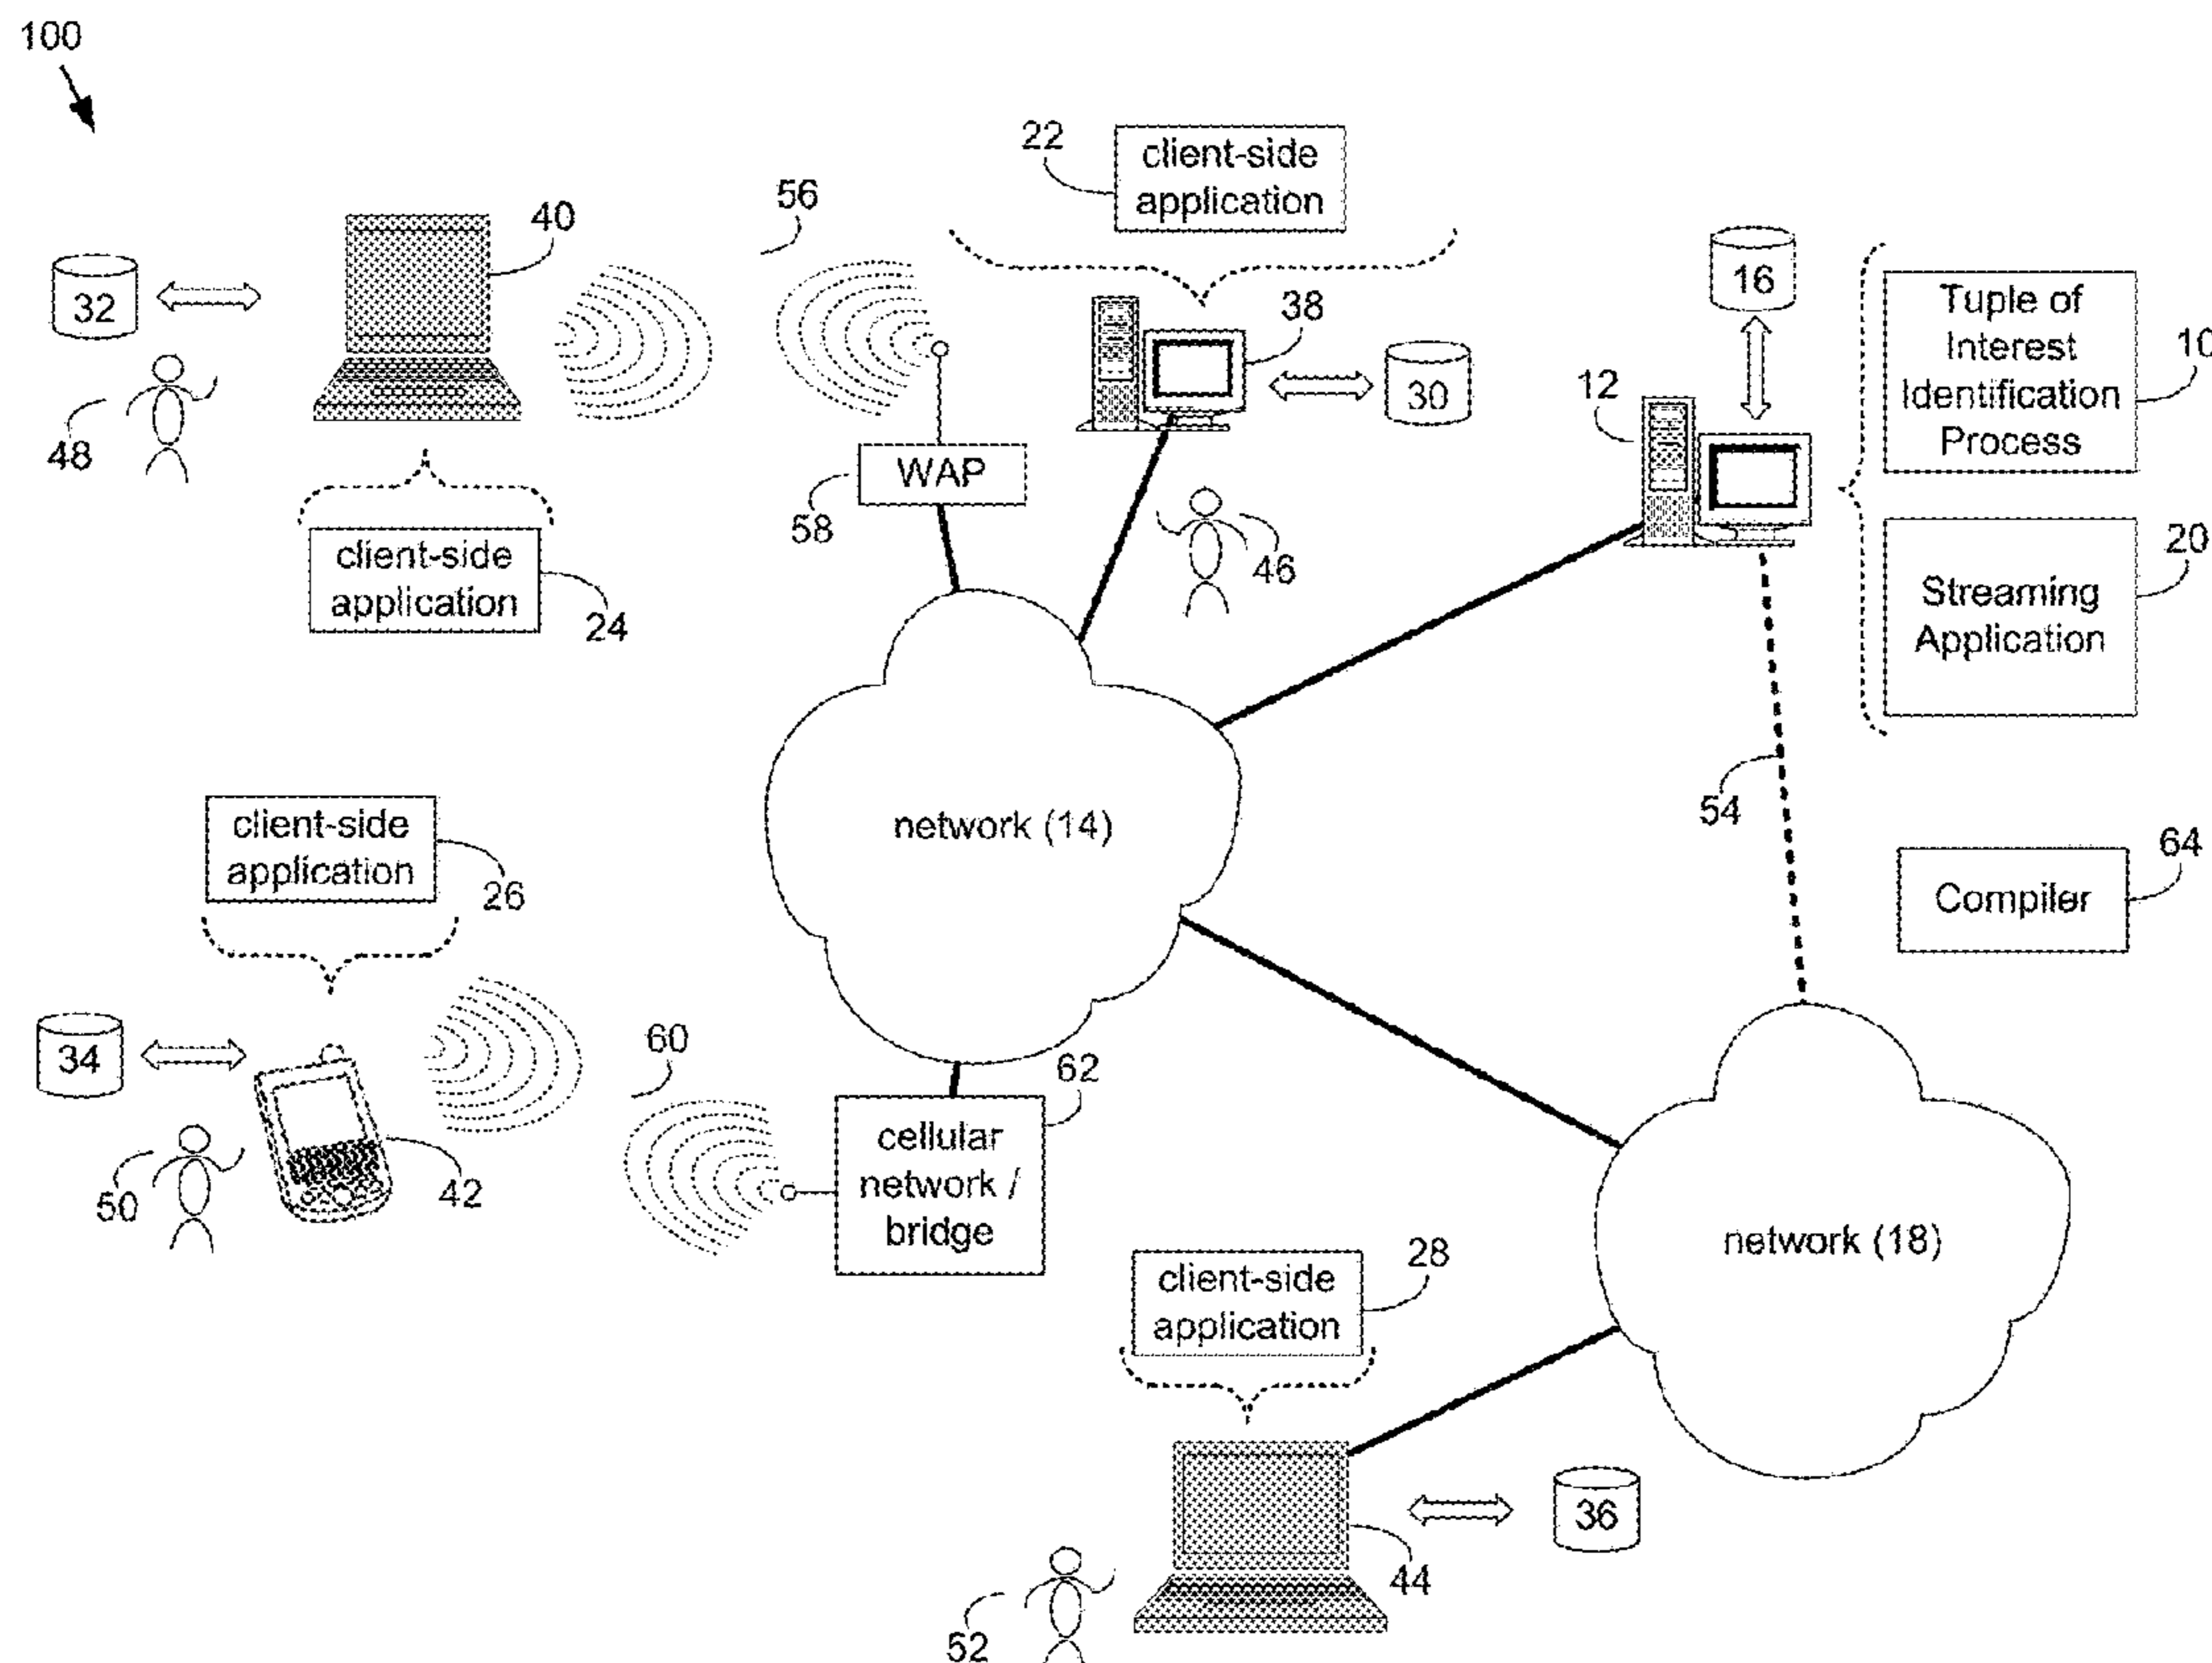 100
22
client-side
application
56
40
32
16
Tuple of
Interest
Identification
Process
10
38
30
12
48
WAP
58
46
client-side
application
24
20
Streaming
Application
54
client-side
application
26
network (14)
64
Compiler
34
60
62
50
42
cellular
network /
bridge
28
client-side
application
network (18)
36
44
52